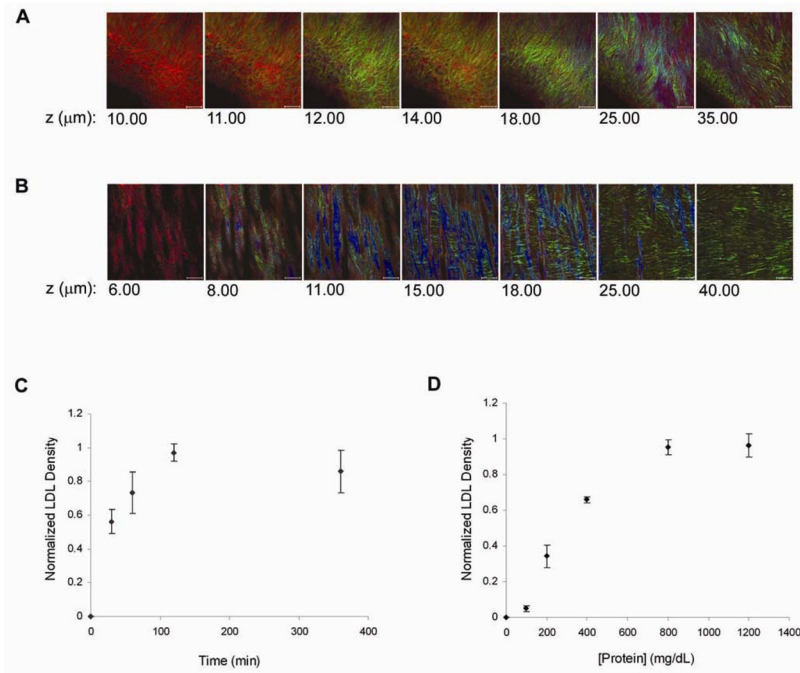 A
z (μm): 10.00 11.00 12.00 14.00 18.00 25.00 35.00
B
z (μm): 6.00 8.00 11.00 15.00 18.00 25.00 40.00
C
Normalized LDL Density
1.2
1
0.8
0.6
0.4
0.2
0
0 100 200 300 400
Time (min)
D
Normalized LDL Density
1.2
1
0.8
0.6
0.4
0.2
0
0 200 400 600 800 1000 1200 1400
[Protein] (mg/dL)